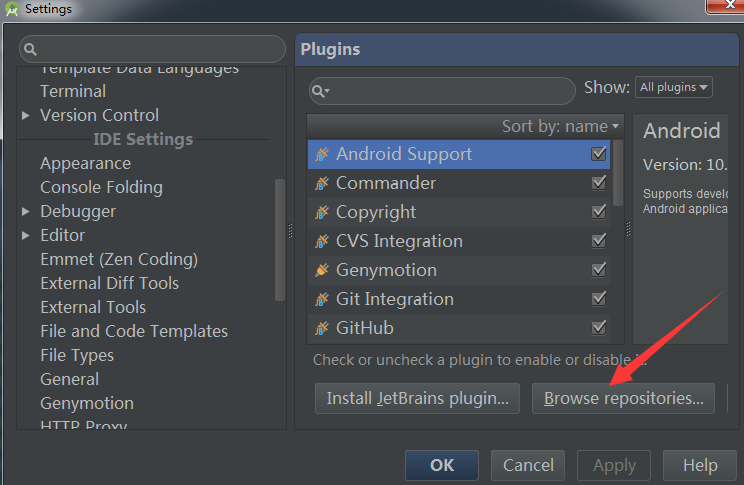 Settings
Template Data Languages
Terminal
Version Control
IDE Settings
Appearance
Console Folding
Debugger
Editor
Emmet (Zen Coding)
External Diff Tools
External Tools
File and Code Templates
File Types
General
Genymotion
HTTP Proxy
Plugins
Show: All plugins
Sort by: name
Android Support
Commander
Copyright
CVS Integration
Genymotion
Git Integration
GitHub
Android
Version: 10.
Supports develo
Android applica
Check or uncheck a plugin to enable or disable it.
Install JetBrains plugin...
Browse repositories...
OK
Cancel
Apply
Help